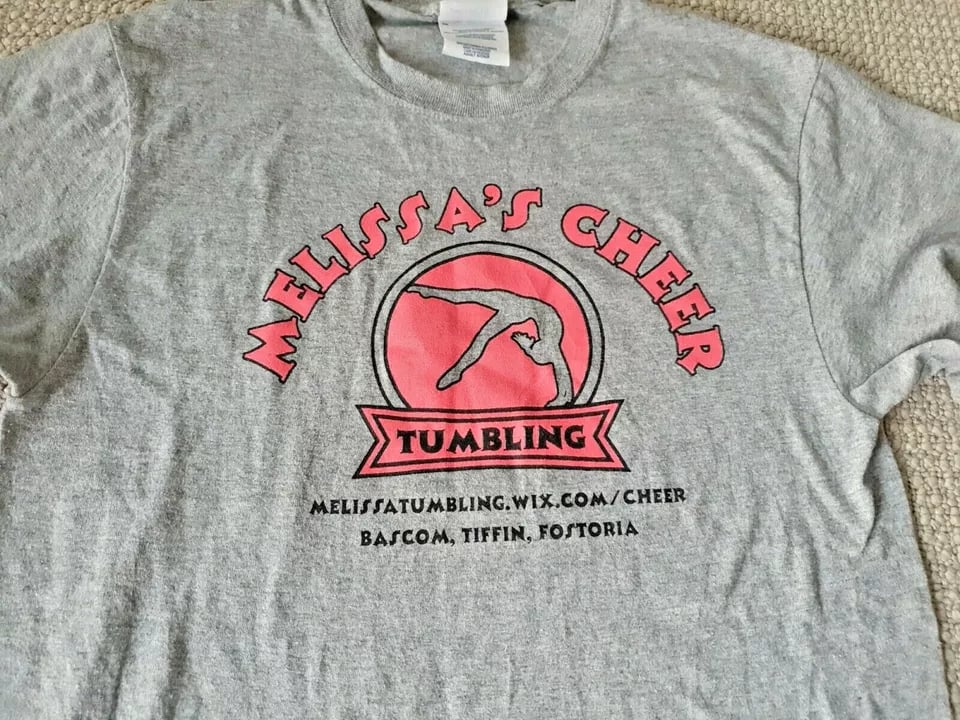 MELISSA'S CHEER
TUMBLING
MELISSATUMBLING.WIX.COM/CHEER
BASCOM, TIFFIN, FOSTORIA